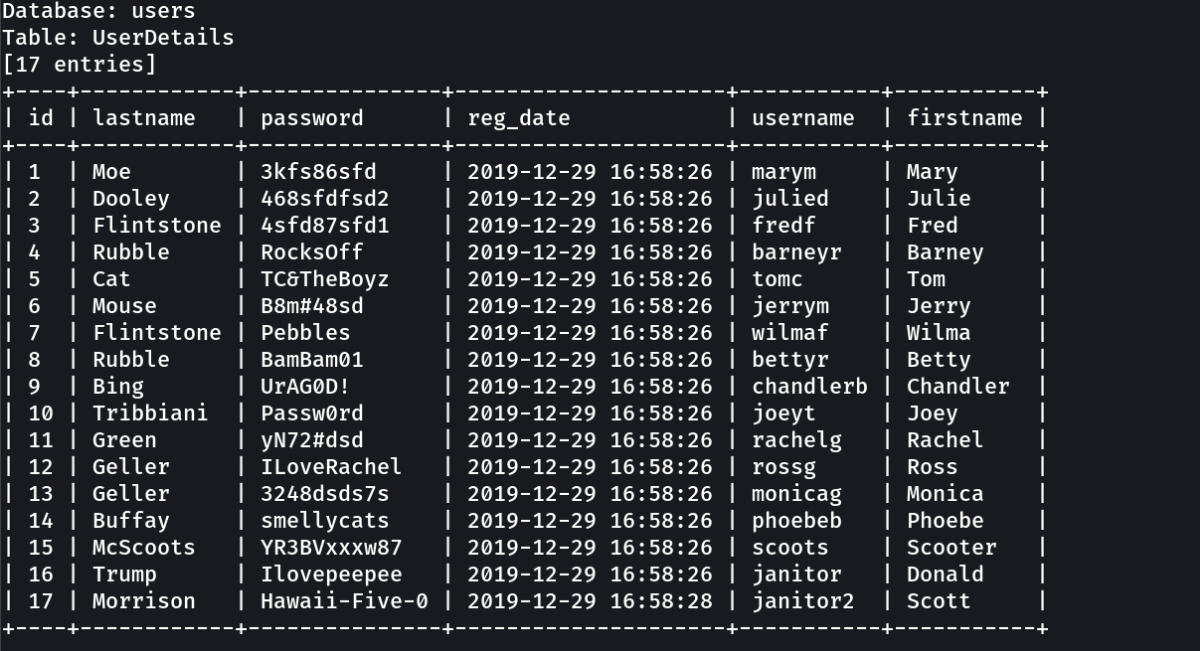 Database: users
Table: UserDetails
[17 entries]
+----+-------------+---------------+---------------------+-----------+-----------+
| id | lastname | password | reg_date | username | firstname |
+----+-------------+---------------+---------------------+-----------+-----------+
| 1 | Moe | 3kfs86sfd | 2019-12-29 16:58:26 | marym | Mary |
| 2 | Dooley | 468sfdfsd2 | 2019-12-29 16:58:26 | julied | Julie |
| 3 | Flintstone | 4sfd87sfd1 | 2019-12-29 16:58:26 | fredf | Fred |
| 4 | Rubble | RocksOff | 2019-12-29 16:58:26 | barneyr | Barney |
| 5 | Cat | TC&TheBoyz | 2019-12-29 16:58:26 | tomc | Tom |
| 6 | Mouse | B8m#48sd | 2019-12-29 16:58:26 | jerrym | Jerry |
| 7 | Flintstone | Pebbles | 2019-12-29 16:58:26 | wilmaf | Wilma |
| 8 | Rubble | BamBam01 | 2019-12-29 16:58:26 | bettyr | Betty |
| 9 | Bing | UrAG0D! | 2019-12-29 16:58:26 | chandlerb | Chandler |
| 10 | Tribbiani | Passw0rd | 2019-12-29 16:58:26 | joeyt | Joey |
| 11 | Green | yN72#dsd | 2019-12-29 16:58:26 | rachelg | Rachel |
| 12 | Geller | ILoveRachel | 2019-12-29 16:58:26 | rossg | Ross |
| 13 | Geller | 3248dsds7s | 2019-12-29 16:58:26 | monicag | Monica |
| 14 | Buffay | smellycats | 2019-12-29 16:58:26 | phoebeb | Phoebe |
| 15 | McScoots | YR3BVxxxw87 | 2019-12-29 16:58:26 | scoots | Scooter |
| 16 | Trump | Ilovepeepee | 2019-12-29 16:58:26 | janitor | Donald |
| 17 | Morrison | Hawaii-Five-0 | 2019-12-29 16:58:28 | janitor2 | Scott |
+----+-------------+---------------+---------------------+-----------+-----------+